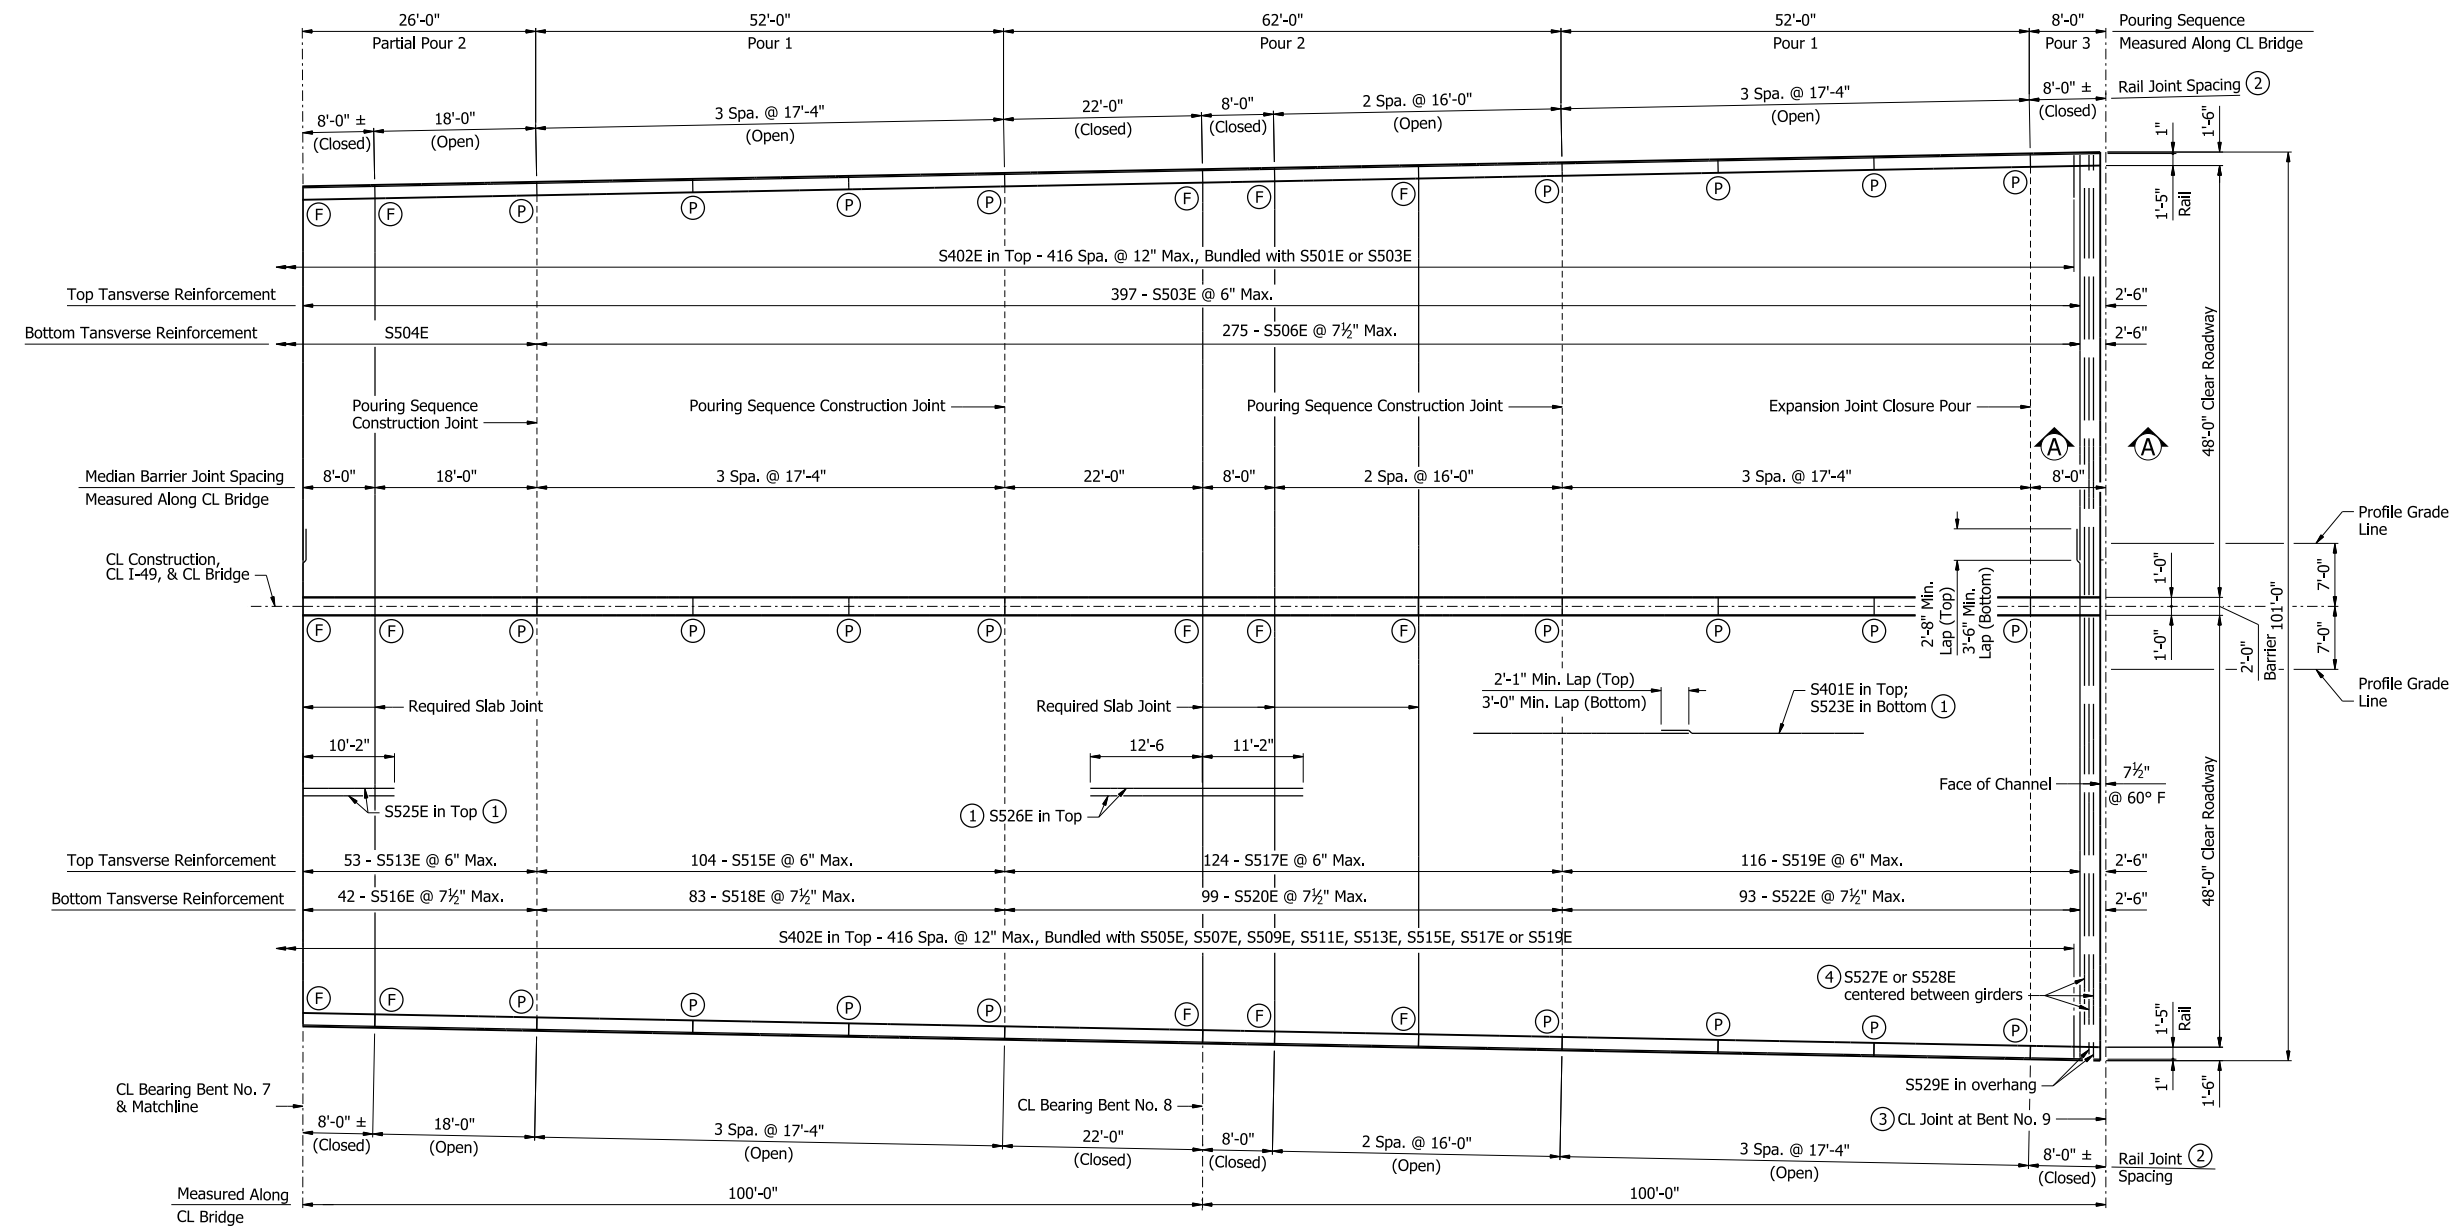 26'-0"
Partial Pour 2
52'-0"
Pour 1
62'-0"
Pour 2
52'-0"
Pour 1
8'-0"
Pour 3
Pouring Sequence
Measured Along CL Bridge
8'-0" ±
(Closed)
18'-0"
(Open)
3 Spa. @ 17'-4"
(Open)
22'-0"
(Closed)
8'-0"
(Closed)
2 Spa. @ 16'-0"
(Open)
3 Spa. @ 17'-4"
(Open)
8'-0" ±
(Closed)
Rail Joint Spacing 2
1"
1'-6"
1'-5"
Rail
F F P P P P F F F P P P P
S402E in Top - 416 Spa. @ 12" Max., Bundled with S501E or S503E
Top Tansverse Reinforcement
397 - S503E @ 6" Max.
2'-6"
Bottom Tansverse Reinforcement
S504E
275 - S506E @ 7½" Max.
2'-6"
48'-0" Clear Roadway
Pouring Sequence
Construction Joint
Pouring Sequence Construction Joint
Pouring Sequence Construction Joint
Expansion Joint Closure Pour
A A
Median Barrier Joint Spacing
Measured Along CL Bridge
8'-0"
18'-0"
3 Spa. @ 17'-4"
22'-0"
8'-0"
2 Spa. @ 16'-0"
3 Spa. @ 17'-4"
8'-0"
Profile Grade
Line
CL Construction,
CL I-49, & CL Bridge
2'-8" Min.
Lap (Top)
3'-6" Min.
Lap (Bottom)
1'-0"
7'-0"
1'-0"
7'-0"
2'-0"
Barrier
101'-0"
F F P P P P F F F P P P P
Profile Grade
Line
Required Slab Joint
Required Slab Joint
2'-1" Min. Lap (Top)
3'-0" Min. Lap (Bottom)
S401E in Top;
S523E in Bottom 1
10'-2"
12'-6
11'-2"
S525E in Top 1
1 S526E in Top
Face of Channel
7½"
@ 60° F
48'-0" Clear Roadway
Top Tansverse Reinforcement
53 - S513E @ 6" Max.
104 - S515E @ 6" Max.
124 - S517E @ 6" Max.
116 - S519E @ 6" Max.
2'-6"
Bottom Tansverse Reinforcement
42 - S516E @ 7½" Max.
83 - S518E @ 7½" Max.
99 - S520E @ 7½" Max.
93 - S522E @ 7½" Max.
2'-6"
S402E in Top - 416 Spa. @ 12" Max., Bundled with S505E, S507E, S509E, S511E, S513E, S515E, S517E or S519E
4 S527E or S528E
centered between girders
F F P P P P F F F P P P P
1'-5"
Rail
1"
1'-6"
S529E in overhang
CL Bearing Bent No. 7
& Matchline
CL Bearing Bent No. 8
3 CL Joint at Bent No. 9
8'-0" ±
(Closed)
18'-0"
(Open)
3 Spa. @ 17'-4"
(Open)
22'-0"
(Closed)
8'-0"
(Closed)
2 Spa. @ 16'-0"
(Open)
3 Spa. @ 17'-4"
(Open)
8'-0" ±
(Closed)
Rail Joint 2
Spacing
Measured Along
CL Bridge
100'-0"
100'-0"